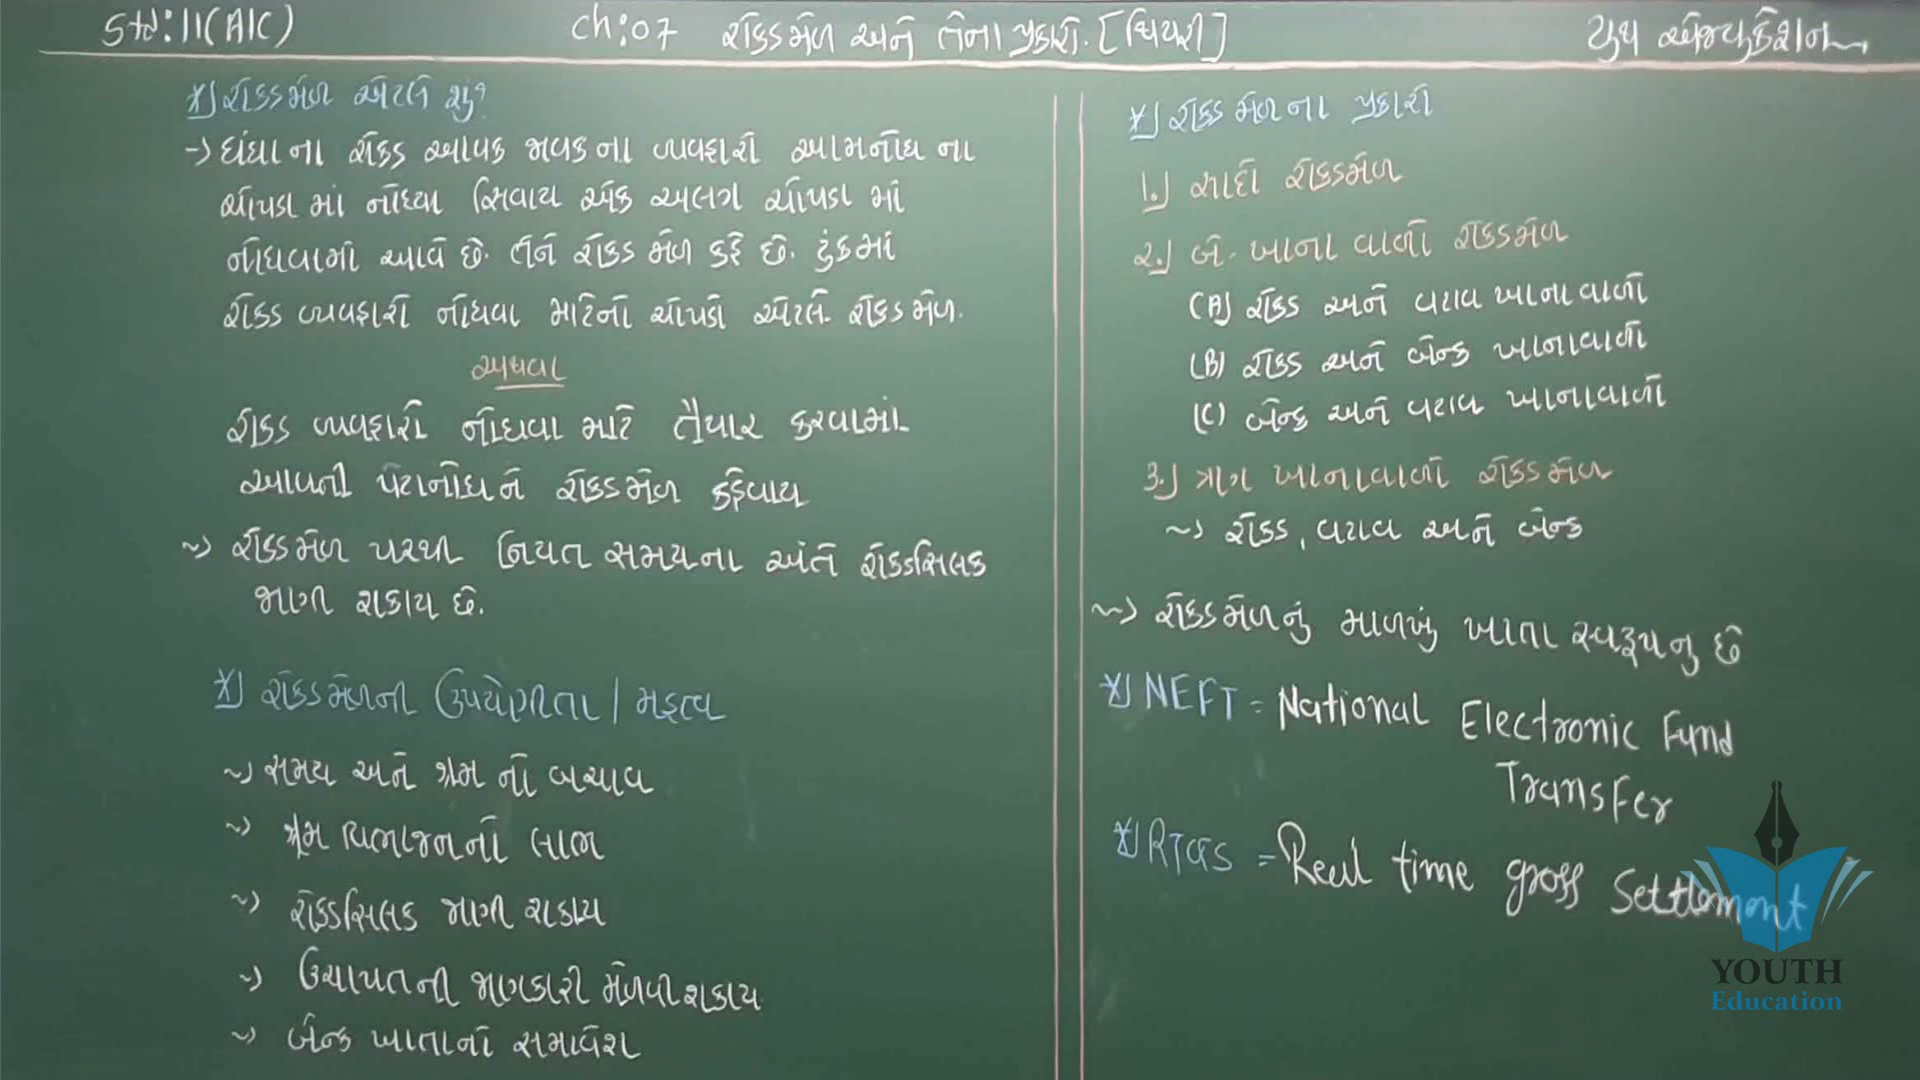 Std:11(A/C)
Ch:07 રોકડમેળ અને તેના પ્રકારો. [થિયરી]
યુથ એજ્યુકેશન
*] રોકડમેળ એટલે શું?
→ ધંધાના રોકડ આવક જાવકના વ્યવહારો આમનોંધ ના
ચોપડા માં નોંધ્યા સિવાય એક અલગ ચોપડા માં
નોંધવામાં આવે છે. તેને રોકડ મેળ કહે છે. ટુંકમાં
રોકડ વ્યવહારો નોંધવા માટેનો ચોપડો એટલે રોકડમેળ.
અથવા
રોકડ વ્યવહારો નોંધવા માટે તૈયાર કરવામાં
આવતી પેટાનોંધને રોકડમેળ કહેવાય
~> રોકડમેળ પરથી નિયત સમયના અંતે રોકડસિલક
જાણી શકાય છે.
*] રોકડમેળની ઉપયોગીતા / મહત્વ
~> સમય અને શ્રમ નો બચાવ
~> શ્રમ વિભાજનનો લાભ
~> રોકડસિલક જાણી શકાય
~> ઉચાપતની જાણકારી મેળવી શકાય
~> બેન્ક ખાતાનો સમાવેશ
*] રોકડ મેળના પ્રકારો
1.] સાદો રોકડમેળ
૨.] બે- ખાના વાળો રોકડમેળ
(A) રોકડ અને વટાવ ખાનાવાળો
(B) રોકડ અને બેન્ક ખાનાવાળો
(C) બેન્ક અને વટાવ ખાનાવાળો
3.] ત્રણ ખાનાવાળો રોકડમેળ
~> રોકડ, વટાવ અને બેન્ક
~> રોકડમેળનું માળખું ખાતા સ્વરૂપનુ છે
*] NEFT = National Electronic Fund
Transfer
*] RTGS = Real time gross Settlement
YOUTH
Education